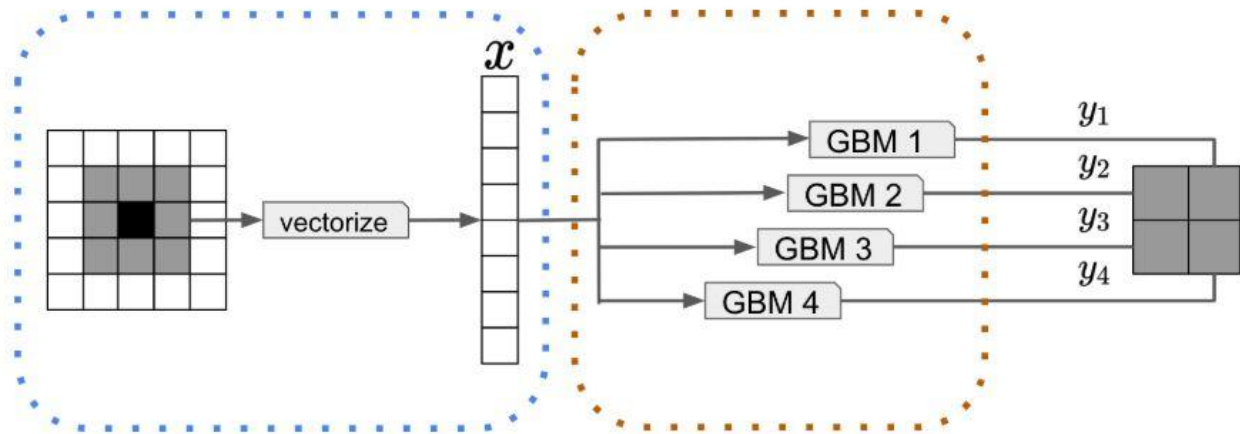 x
vectorize
GBM 1
GBM 2
GBM 3
GBM 4
y₁
y₂
y₃
y₄